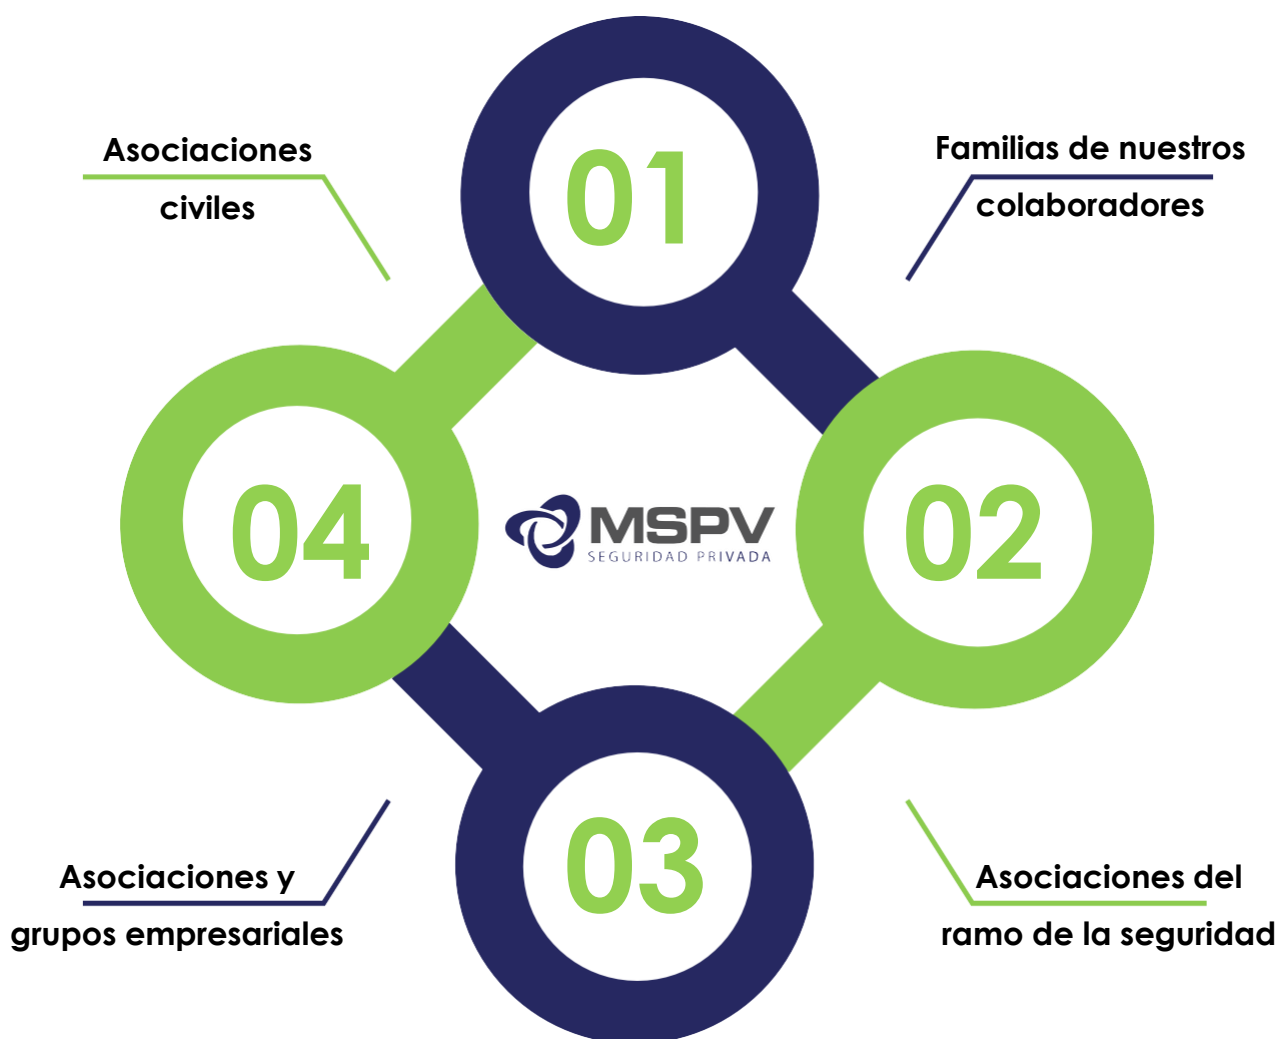 Asociaciones
civiles
01
Familias de nuestros
colaboradores
04
MSPV
SEGURIDAD PRIVADA
02
Asociaciones y
grupos empresariales
03
Asociaciones del
ramo de la seguridad